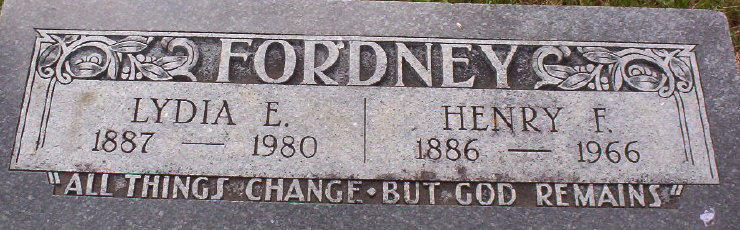 FORDNEY
LYDIA E. HENRY F.
1887 — 1980 1886 — 1966
"ALL THINGS CHANGE • BUT GOD REMAINS"